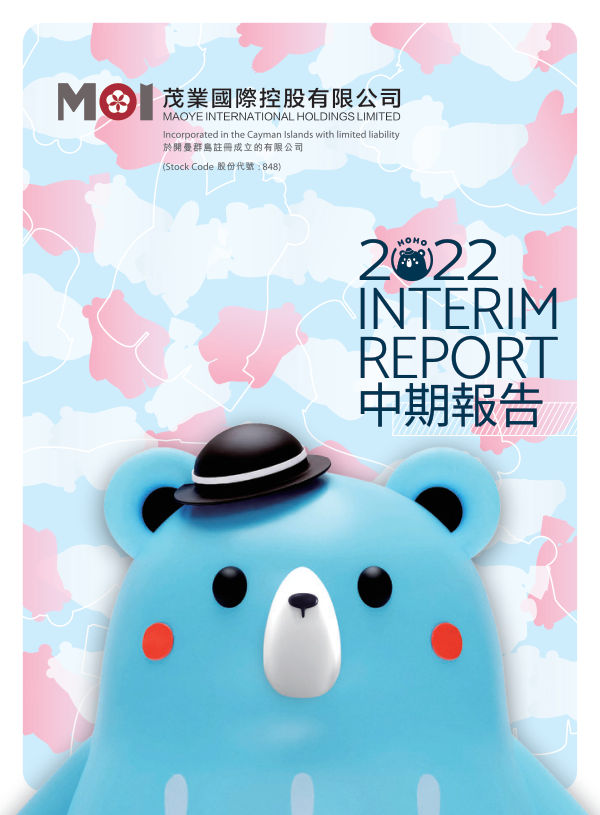 MOI
茂業國際控股有限公司
MAOYE INTERNATIONAL HOLDINGS LIMITED
Incorporated in the Cayman Islands with limited liability
於開曼群島註冊成立的有限公司
(Stock Code 股份代號 : 848)
HOHO
2022
INTERIM
REPORT
中期報告